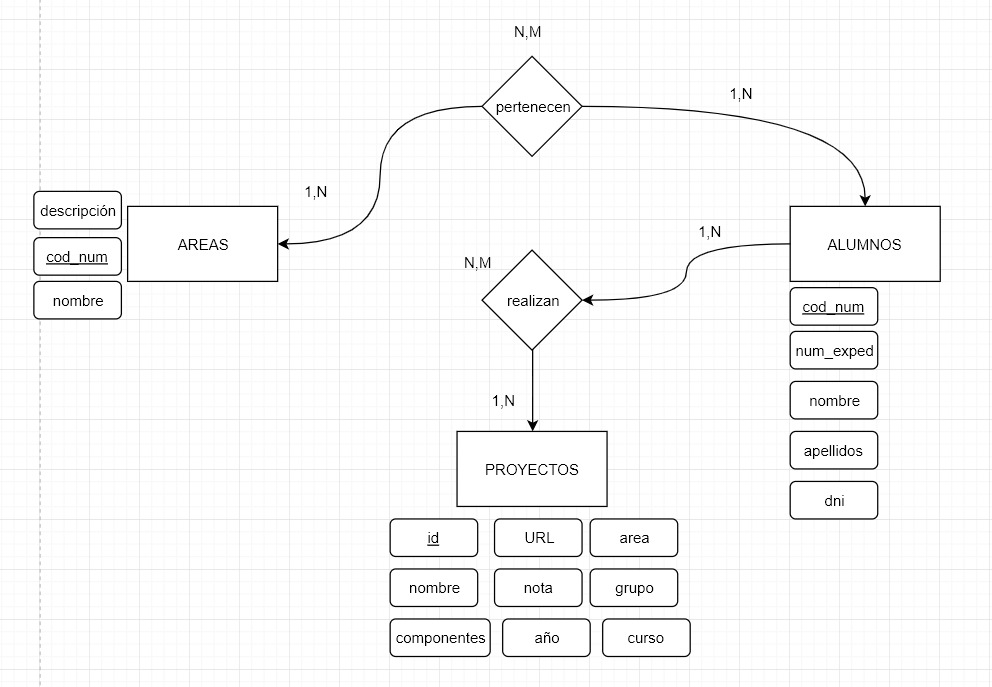 N,M
pertenecen
1,N
1,N
descripción
cod_num
nombre
AREAS
ALUMNOS
1,N
N,M
realizan
1,N
cod_num
num_exped
nombre
apellidos
dni
PROYECTOS
id
URL
area
nombre
nota
grupo
componentes
año
curso